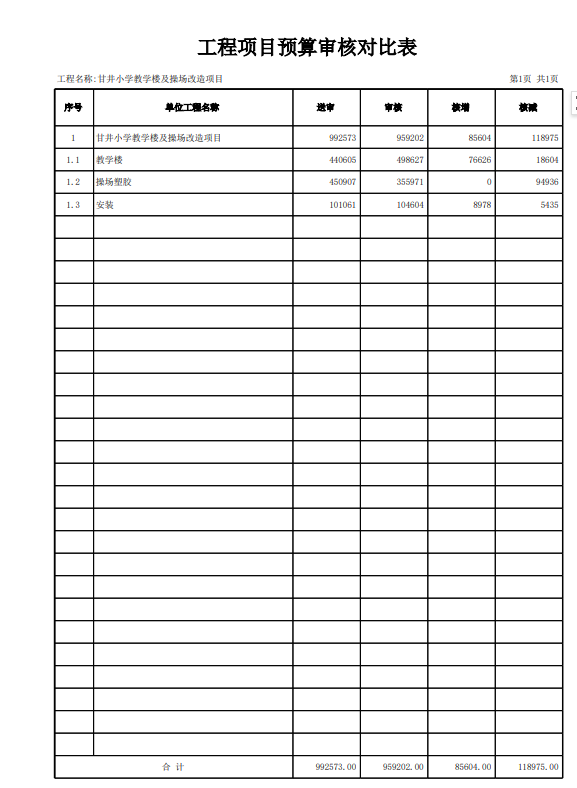 工程项目预算审核对比表
工程名称:甘井小学教学楼及操场改造项目 第1页 共1页
序号 单位工程名称 送审 审核 核增 核减
1 甘井小学教学楼及操场改造项目 992573 959202 85604 118975
1.1 教学楼 440605 498627 76626 18604
1.2 操场塑胶 450907 355971 0 94936
1.3 安装 101061 104604 8978 5435
合 计 992573.00 959202.00 85604.00 118975.00